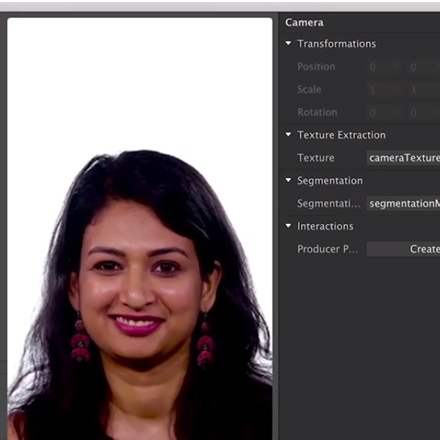 Camera
Transformations
Position 0 0
Scale 1 1
Rotation 0 0
Texture Extraction
Texture cameraTexture
Segmentation
Segmentati... segmentationM
Interactions
Producer P... Create